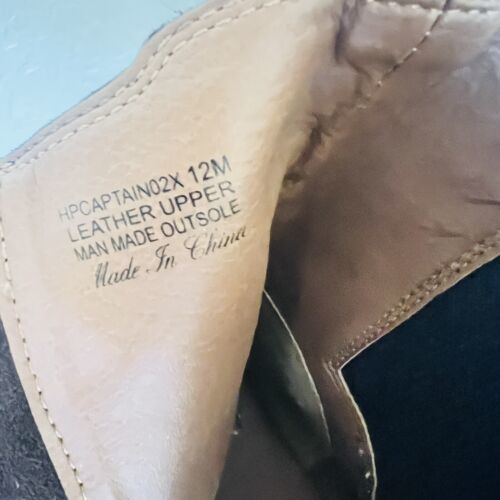 HPCAPTAIN02X 12M
LEATHER UPPER
MAN MADE OUTSOLE
Made In China